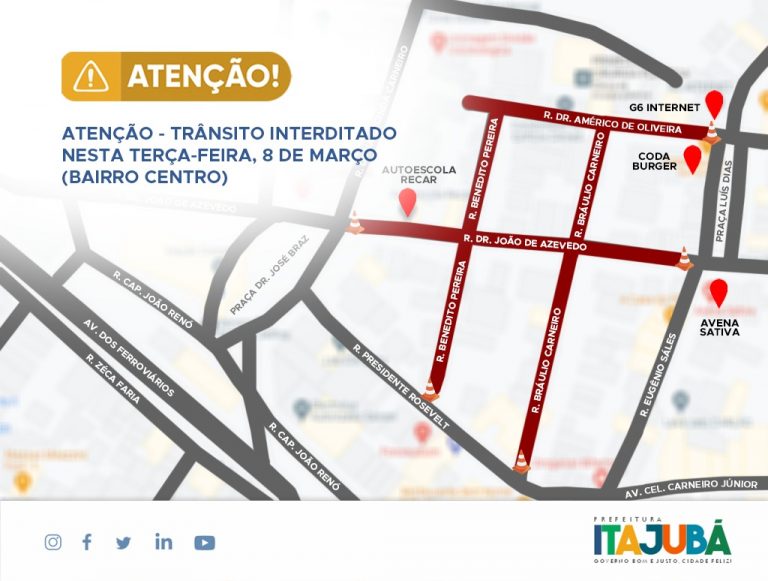 ATENÇÃO!
ATENÇÃO - TRÂNSITO INTERDITADO
NESTA TERÇA-FEIRA, 8 DE MARÇO
(BAIRRO CENTRO)
G6 INTERNET
R. DR. AMÉRICO DE OLIVEIRA
CODA
BURGER
AUTOESCOLA
RECAR
R. BENEDITO PEREIRA
R. BRÁULIO CARNEIRO
PRAÇA LUÍS DIAS
CARNEIRO
DE AZEVEDO
R. DR. JOÃO DE AZEVEDO
PRAÇA DR. JOSÉ BRAZ
R. CAP. JOÃO RENÓ
AV. DOS FERROVIÁRIOS
R. ZÉCA FARIA
R. BENEDITO PEREIRA
R. BRÁULIO CARNEIRO
R. EUGÊNIO SALES
AVENA
SATIVA
R. PRESIDENTE ROSEVELT
R. CAP. JOÃO RENÓ
AV. CEL. CARNEIRO JÚNIOR
PREFEITURA
ITAJUBÁ
GOVERNO BOM E JUSTO, CIDADE FELIZ!